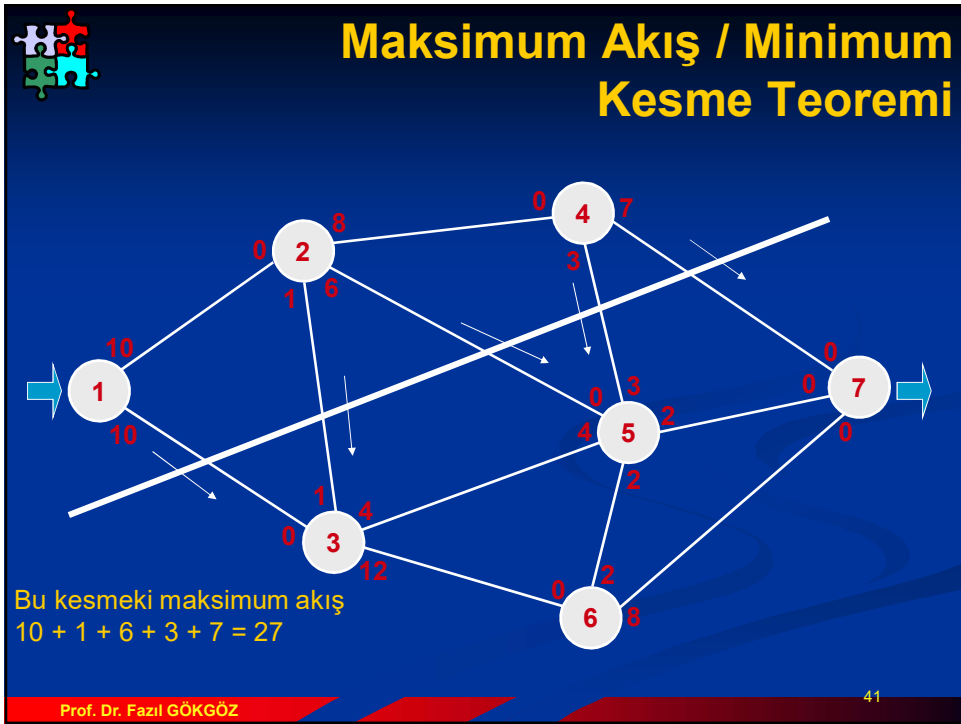 Maksimum Akış / Minimum
Kesme Teoremi
0 4 7
8
0 2
3
1 6
10
0
1
0 3
0 7
10
4 5 2
0
1
4
2
0 3
12
2
0
6 8
Bu kesmeki maksimum akış
10 + 1 + 6 + 3 + 7 = 27
41
Prof. Dr. Fazıl GÖKGÖZ